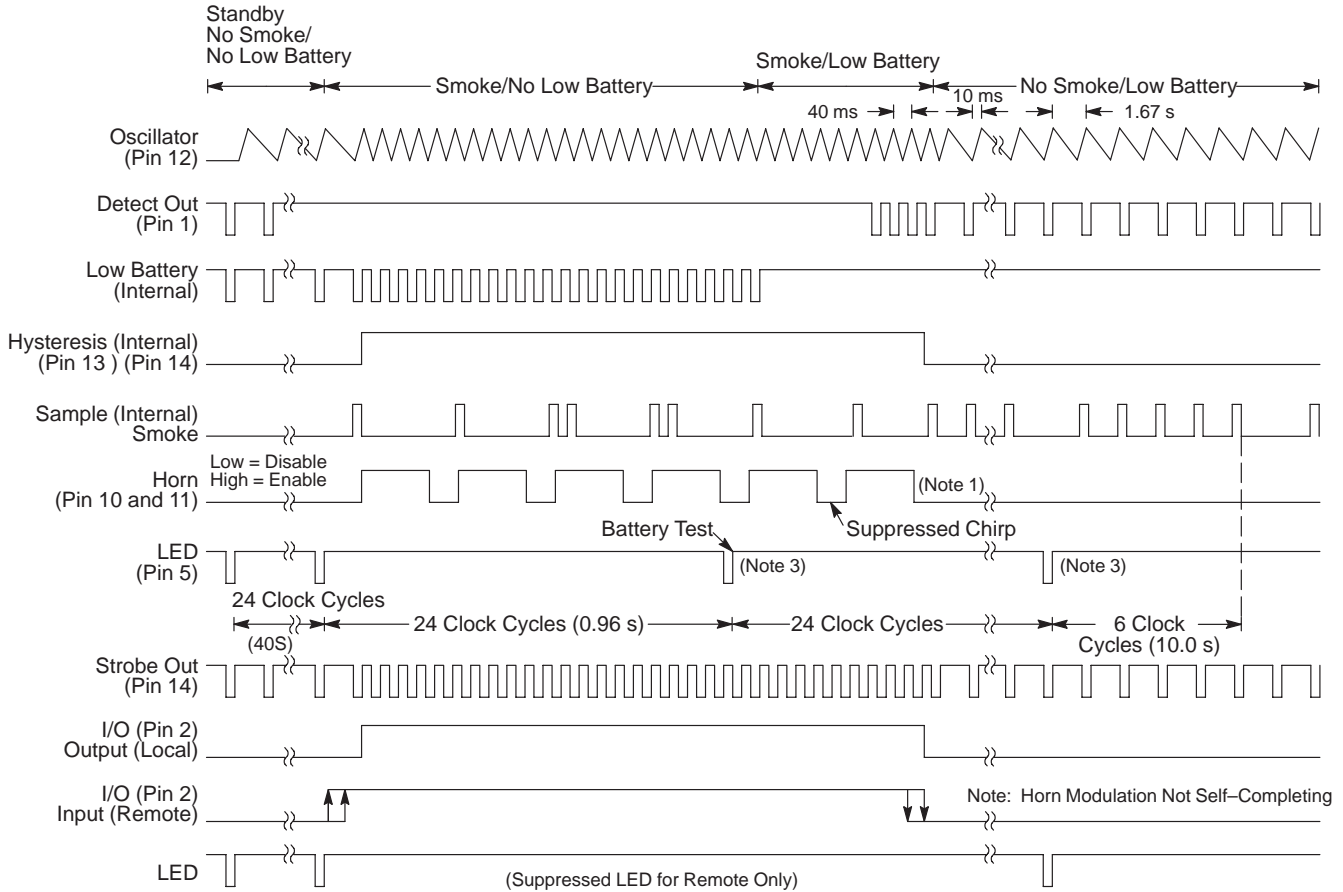 Standby
No Smoke/
No Low Battery
Smoke/No Low Battery
Smoke/Low Battery
No Smoke/Low Battery
40 ms
10 ms
1.67 s
Oscillator
(Pin 12)
Detect Out
(Pin 1)
Low Battery
(Internal)
Hysteresis (Internal)
(Pin 13 ) (Pin 14)
Sample (Internal)
Smoke
Low = Disable
High = Enable
Horn
(Pin 10 and 11)
(Note 1)
Suppressed Chirp
Battery Test
LED
(Pin 5)
(Note 3)
(Note 3)
24 Clock Cycles
(40S)
24 Clock Cycles (0.96 s)
24 Clock Cycles
6 Clock
Cycles (10.0 s)
Strobe Out
(Pin 14)
I/O (Pin 2)
Output (Local)
I/O (Pin 2)
Input (Remote)
Note: Horn Modulation Not Self–Completing
LED
(Suppressed LED for Remote Only)